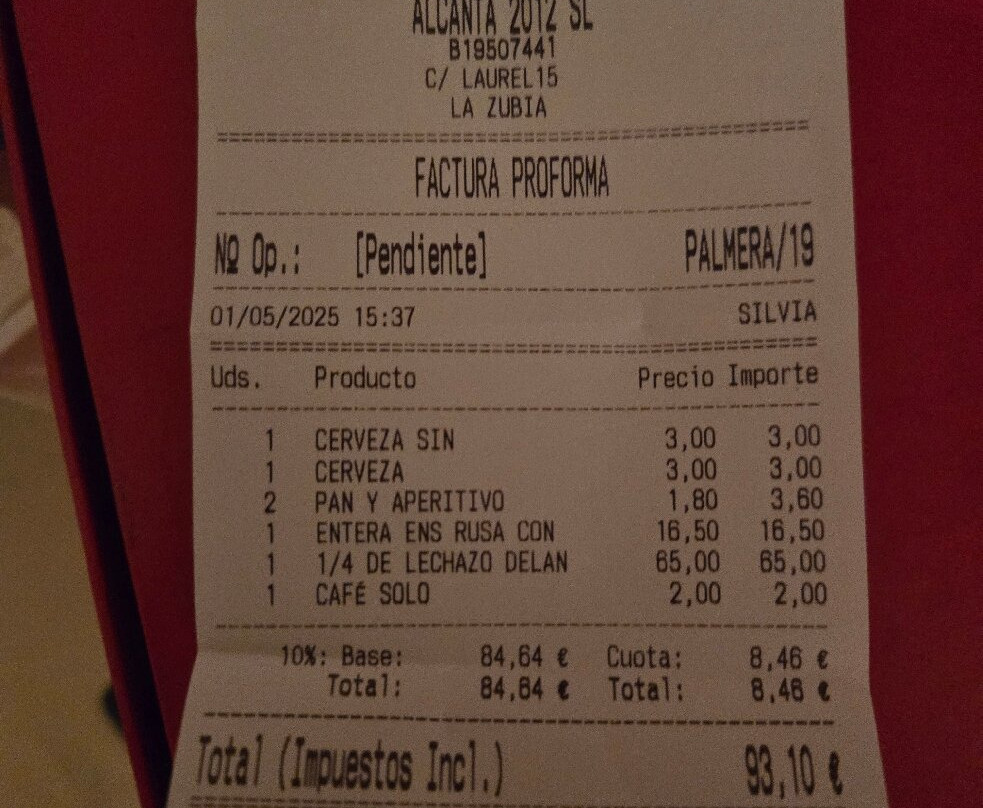 ALCANTA 2012 SL
B19507441
C/ LAUREL15
LA ZUBIA
FACTURA PROFORMA
Nº Op.: [Pendiente] PALMERA/19
01/05/2025 15:37 SILVIA
Uds. Producto Precio Importe
1 CERVEZA SIN 3,00 3,00
1 CERVEZA 3,00 3,00
2 PAN Y APERITIVO 1,80 3,60
1 ENTERA ENS RUSA CON 16,50 16,50
1 1/4 DE LECHAZO DELAN 65,00 65,00
1 CAFÉ SOLO 2,00 2,00
10%: Base: 84,64 € Cuota: 8,46 €
Total: 84,64 € Total: 8,46 €
Total (Impuestos Incl.) 93,10 €